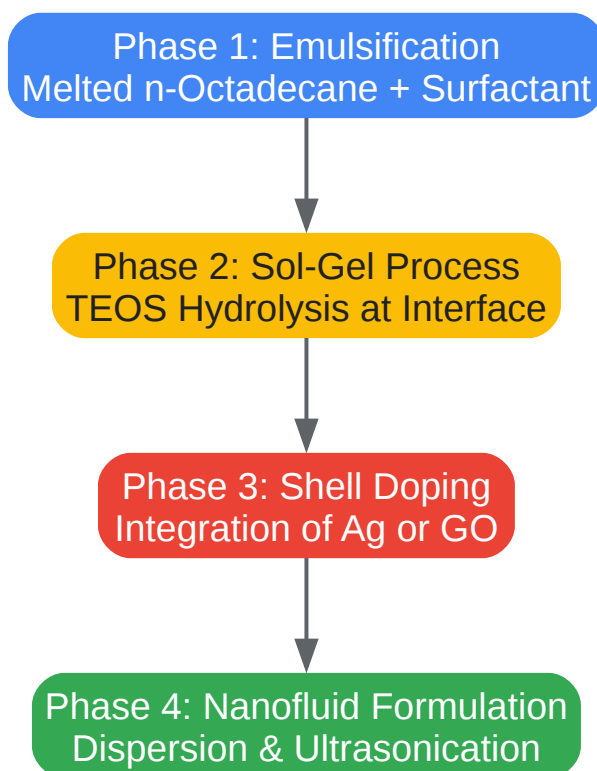 Phase 1: Emulsification
Melted n-Octadecane + Surfactant
Phase 2: Sol-Gel Process
TEOS Hydrolysis at Interface
Phase 3: Shell Doping
Integration of Ag or GO
Phase 4: Nanofluid Formulation
Dispersion & Ultrasonication